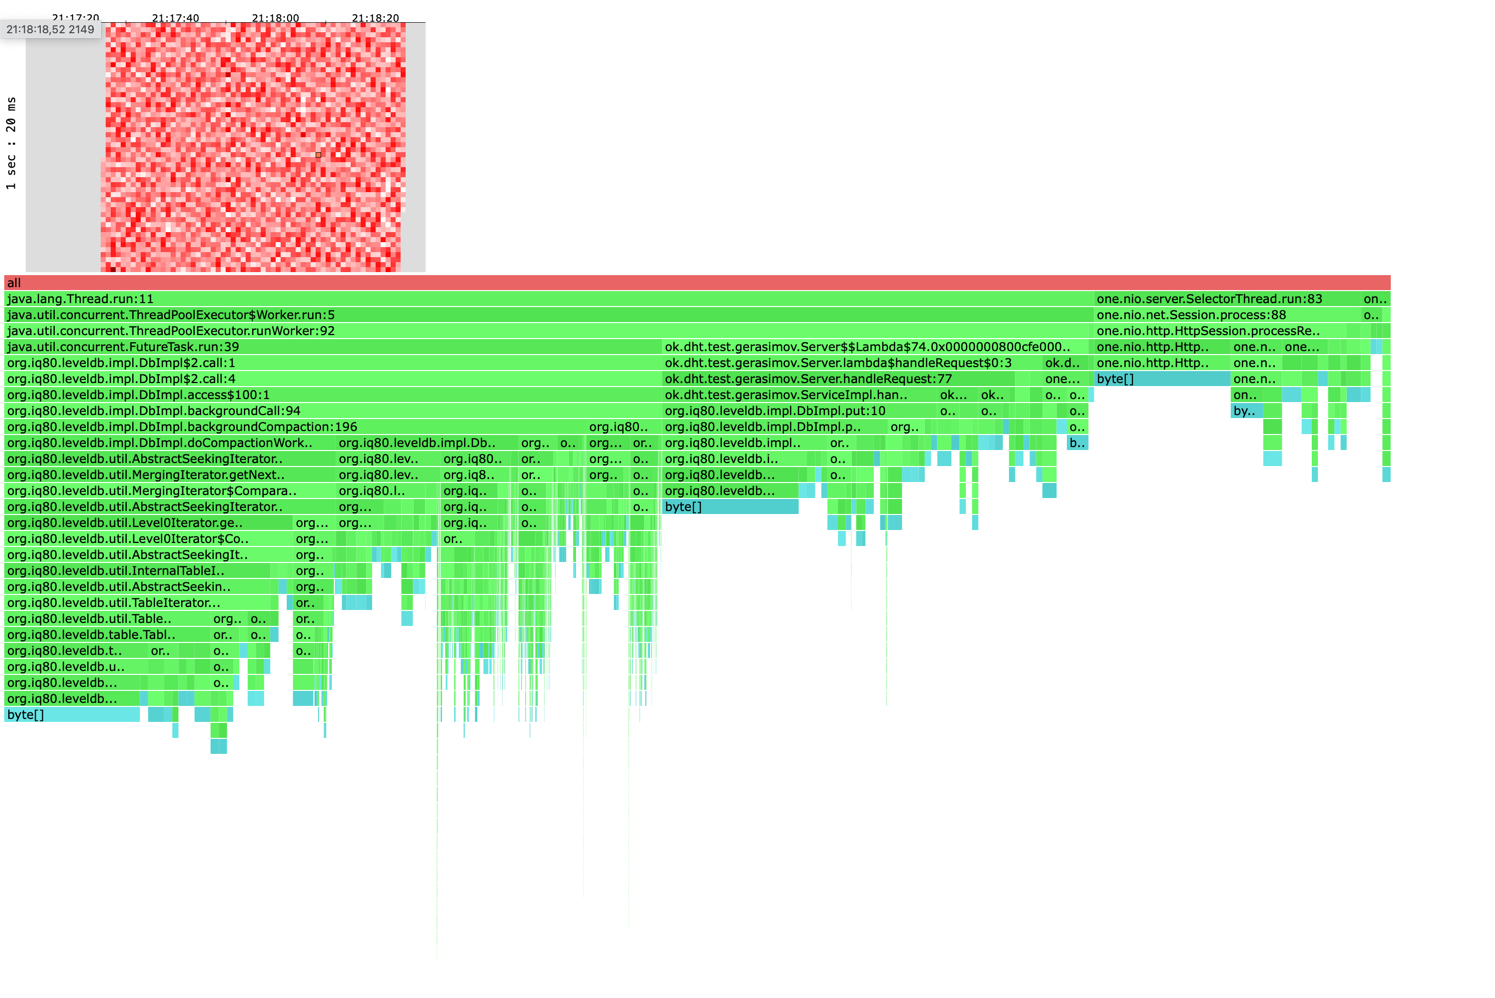 21:17:20 21:17:40 21:18:00 21:18:20
21:18:18,52 2149
1 sec : 20 ms
all
java.lang.Thread.run:11 one.nio.server.SelectorThread.run:83 on..
java.util.concurrent.ThreadPoolExecutor$Worker.run:5 one.nio.net.Session.process:88 o..
java.util.concurrent.ThreadPoolExecutor.runWorker:92 one.nio.http.HttpSession.processRe..
java.util.concurrent.FutureTask.run:39 ok.dht.test.gerasimov.Server$$Lambda$74.0x0000000800cfe000.. one.nio.http.Http.. one.n.. one...
org.iq80.leveldb.impl.DbImpl$2.call:1 ok.dht.test.gerasimov.Server.lambda$handleRequest$0:3 ok.d.. one.nio.http.Http.. one.n..
org.iq80.leveldb.impl.DbImpl$2.call:4 ok.dht.test.gerasimov.Server.handleRequest:77 one... byte[] one.n..
org.iq80.leveldb.impl.DbImpl.access$100:1 ok.dht.test.gerasimov.ServiceImpl.han.. ok... ok.. o.. o.. on..
org.iq80.leveldb.impl.DbImpl.backgroundCall:94 org.iq80.leveldb.impl.DbImpl.put:10 o.. o.. o.. by..
org.iq80.leveldb.impl.DbImpl.backgroundCompaction:196 org.iq80.. org.iq80.leveldb.impl.DbImpl.p.. org.. o..
org.iq80.leveldb.impl.DbImpl.doCompactionWork.. org.iq80.leveldb.impl.Db.. org.. o.. org... or.. org.iq80.leveldb.impl.. or.. b..
org.iq80.leveldb.util.AbstractSeekingIterator.. org.iq80.lev.. org.iq80.. or.. org... o.. org.iq80.leveldb.i.. o..
org.iq80.leveldb.util.MergingIterator.getNext.. org.iq80.lev.. org.iq8.. or.. org.. o.. org.iq80.leveldb... o..
org.iq80.leveldb.util.MergingIterator$Compara.. org.iq80.l.. org.iq.. o.. o.. org.iq80.leveldb...
org.iq80.leveldb.util.AbstractSeekingIterator.. org... org.iq.. o.. o.. byte[]
org.iq80.leveldb.util.Level0Iterator.ge.. org... org... org.iq.. o..
org.iq80.leveldb.util.Level0Iterator$Co.. org... or..
org.iq80.leveldb.util.AbstractSeekingIt.. org..
org.iq80.leveldb.util.InternalTableI.. org..
org.iq80.leveldb.util.AbstractSeekin.. org..
org.iq80.leveldb.util.TableIterator... or..
org.iq80.leveldb.util.Table.. org.. o.. or..
org.iq80.leveldb.table.Tabl.. or.. o.. o..
org.iq80.leveldb.t.. or.. o.. o..
org.iq80.leveldb.u.. o..
org.iq80.leveldb... o..
org.iq80.leveldb...
byte[]